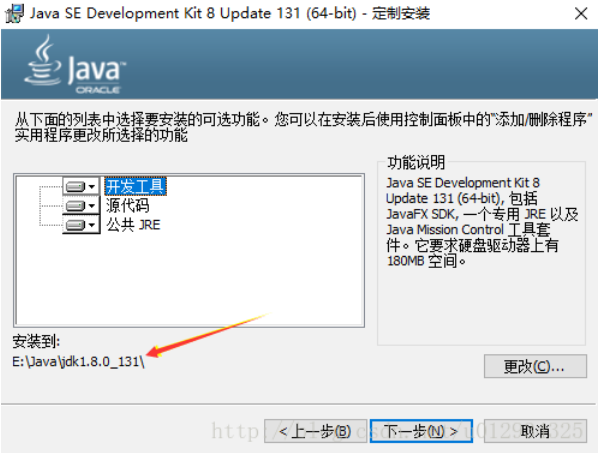 Java SE Development Kit 8 Update 131 (64-bit) - 定制安装
Java
ORACLE
从下面的列表中选择要安装的可选功能。您可以在安装后使用控制面板中的“添加/删除程序”
实用程序更改所选择的功能
开发工具
源代码
公共 JRE
功能说明
Java SE Development Kit 8
Update 131 (64-bit), 包括
JavaFX SDK, 一个专用 JRE 以及
Java Mission Control 工具套
件。它要求硬盘驱动器上有
180MB 空间。
安装到:
E:\Java\jdk1.8.0_131\
更改(C)...
< 上一步(B)
下一步(N) >
取消